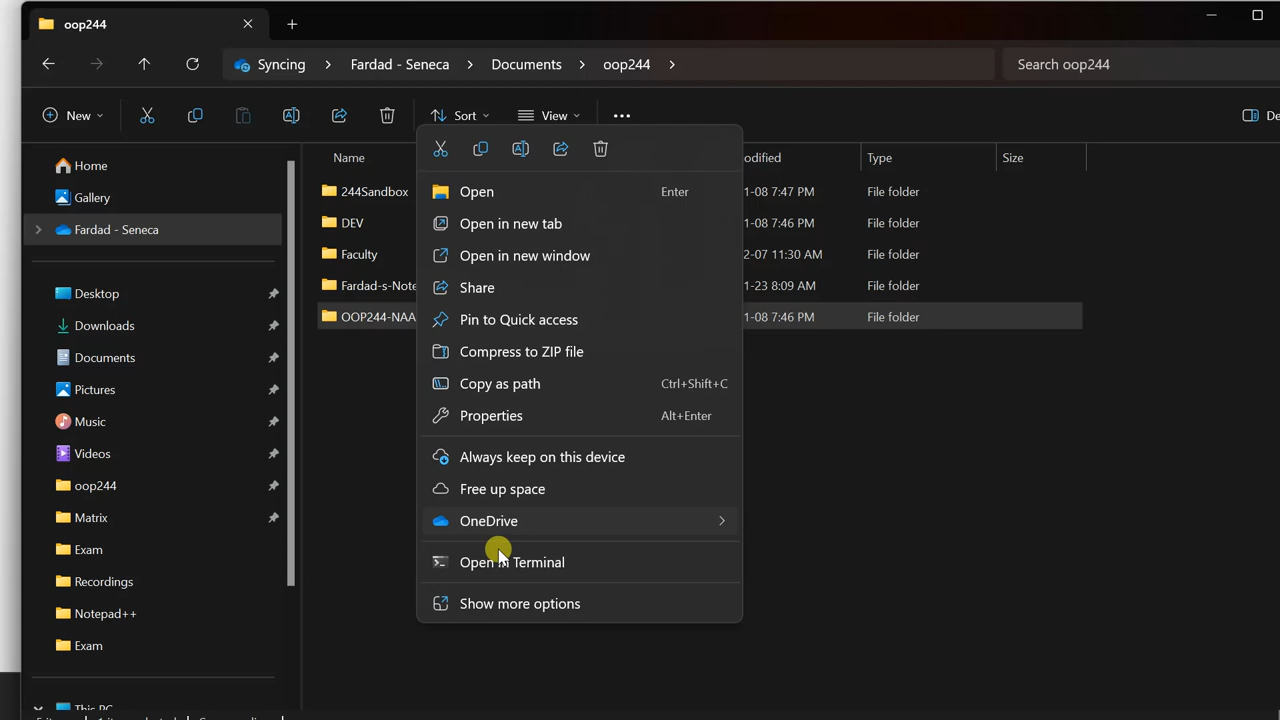 oop244
Syncing > Fardad - Seneca > Documents > oop244 >
Search oop244
New
Sort
View
Name
odified
Type
Size
Home
Gallery
Fardad - Seneca
Desktop
Downloads
Documents
Pictures
Music
Videos
oop244
Matrix
Exam
Recordings
Notepad++
Exam
244Sandbox
1-08 7:47 PM
File folder
DEV
1-08 7:46 PM
File folder
Faculty
2-07 11:30 AM
File folder
Fardad-s-Note
1-23 8:09 AM
File folder
OOP244-NAA
1-08 7:46 PM
File folder
Open Enter
Open in new tab
Open in new window
Share
Pin to Quick access
Compress to ZIP file
Copy as path Ctrl+Shift+C
Properties Alt+Enter
Always keep on this device
Free up space
OneDrive
Open in Terminal
Show more options
This PC